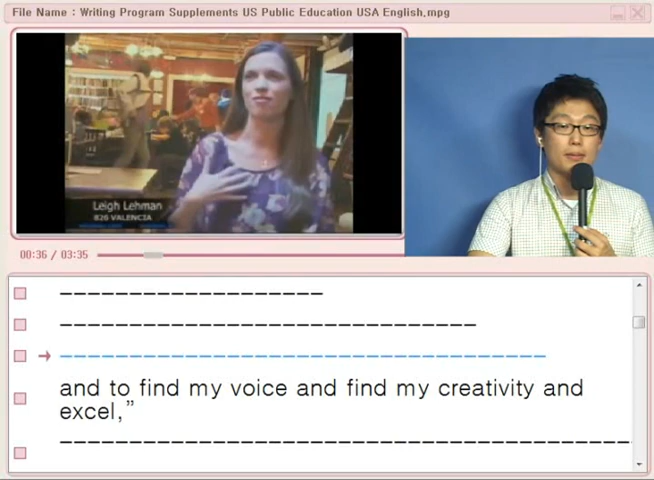 File Name : Writing Program Supplements US Public Education USA English.mpg
Leigh Lehman
826 VALENCIA
00:36 / 03:35
and to find my voice and find my creativity and
excel,”